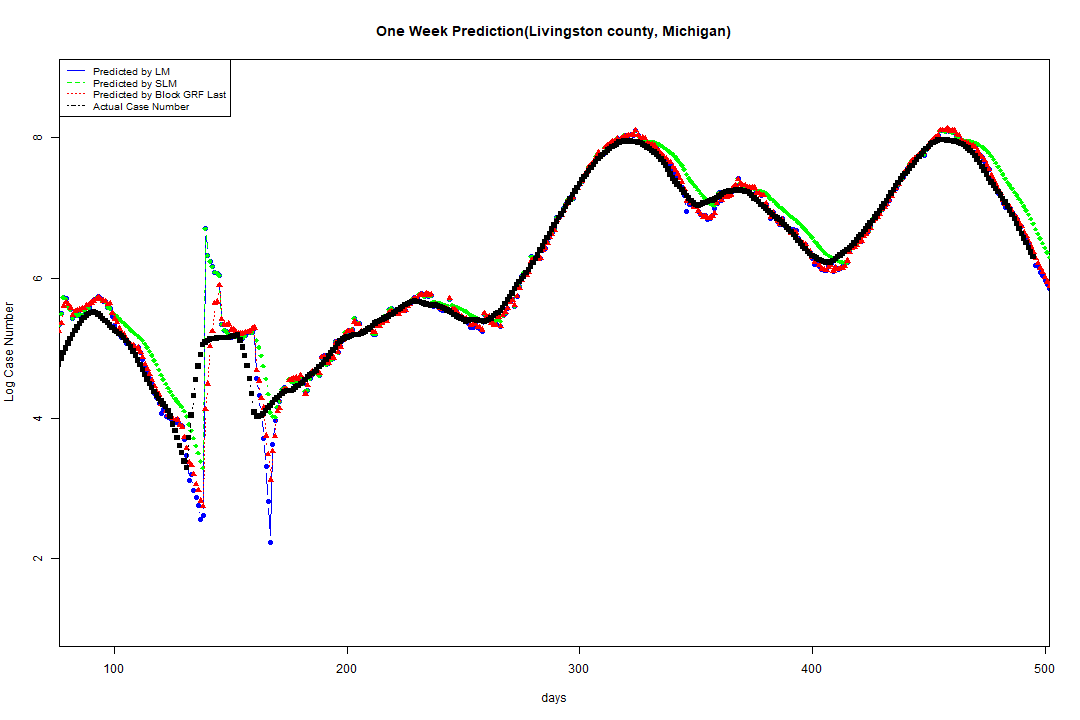 One Week Prediction(Livingston county, Michigan)
Predicted by LM
Predicted by SLM
Predicted by Block GRF Last
Actual Case Number
8
6
4
2
Log Case Number
100 200 300 400 500
days